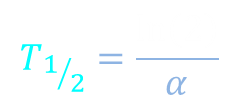 T1/2 = /α